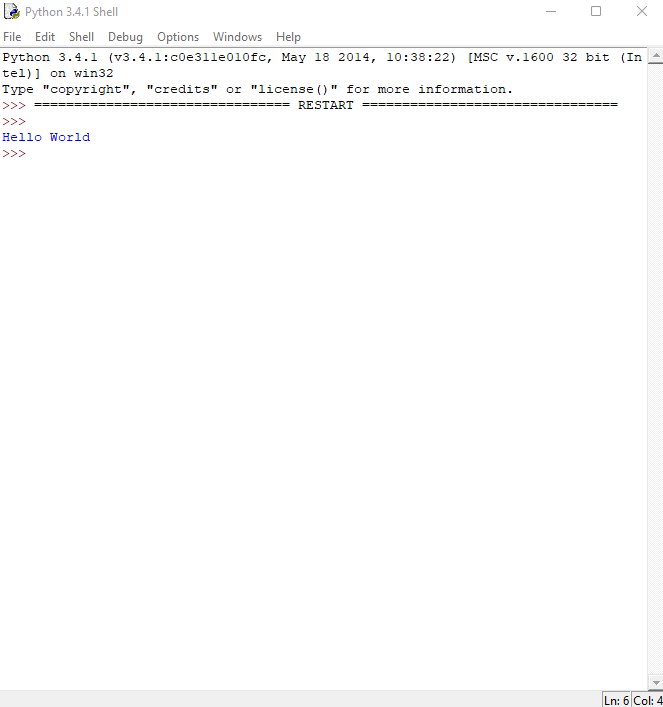 Python 3.4.1 Shell
File Edit Shell Debug Options Windows Help
Python 3.4.1 (v3.4.1:c0e311e010fc, May 18 2014, 10:38:22) [MSC v.1600 32 bit (In
tel)] on win32
Type "copyright", "credits" or "license()" for more information.
>>> ================================ RESTART ================================
>>>
Hello World
>>>
Ln: 6 Col: 4